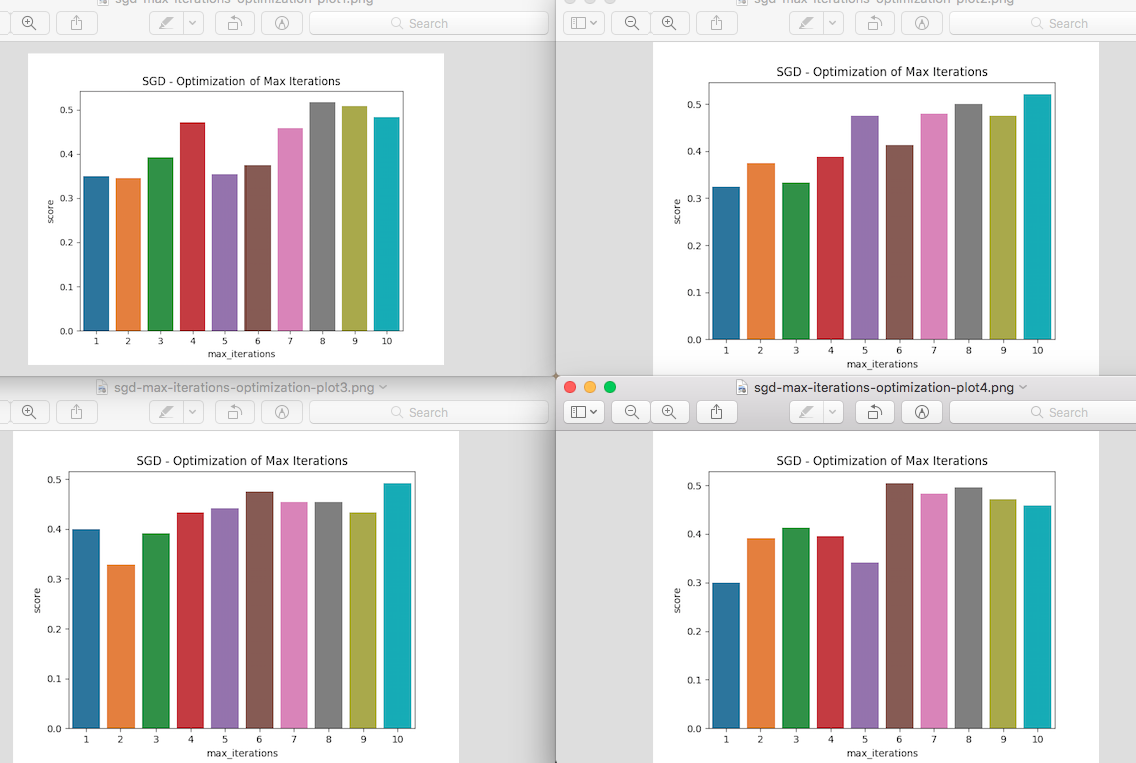 sgd-max-iterations-optimization-plot1.png
Search
SGD - Optimization of Max Iterations
score
0.5
0.4
0.3
0.2
0.1
0.0
1 2 3 4 5 6 7 8 9 10
max_iterations
sgd-max-iterations-optimization-plot2.png
Search
SGD - Optimization of Max Iterations
score
0.5
0.4
0.3
0.2
0.1
0.0
1 2 3 4 5 6 7 8 9 10
max_iterations
sgd-max-iterations-optimization-plot3.png
Search
SGD - Optimization of Max Iterations
score
0.5
0.4
0.3
0.2
0.1
0.0
1 2 3 4 5 6 7 8 9 10
max_iterations
sgd-max-iterations-optimization-plot4.png
Search
SGD - Optimization of Max Iterations
score
0.5
0.4
0.3
0.2
0.1
0.0
1 2 3 4 5 6 7 8 9 10
max_iterations